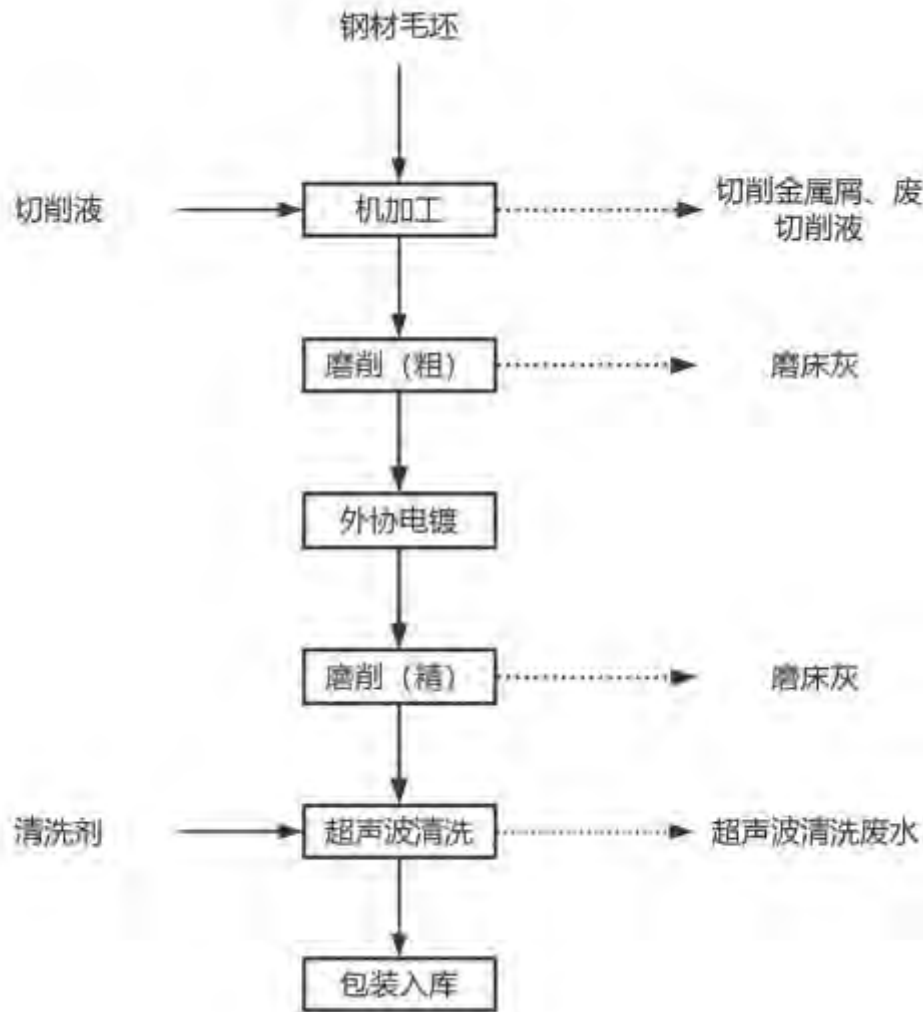 钢材毛坯
切削液
机加工
切削金属屑、废
切削液
磨削（粗）
磨床灰
外协电镀
磨削（精）
磨床灰
清洗剂
超声波清洗
超声波清洗废水
包装入库